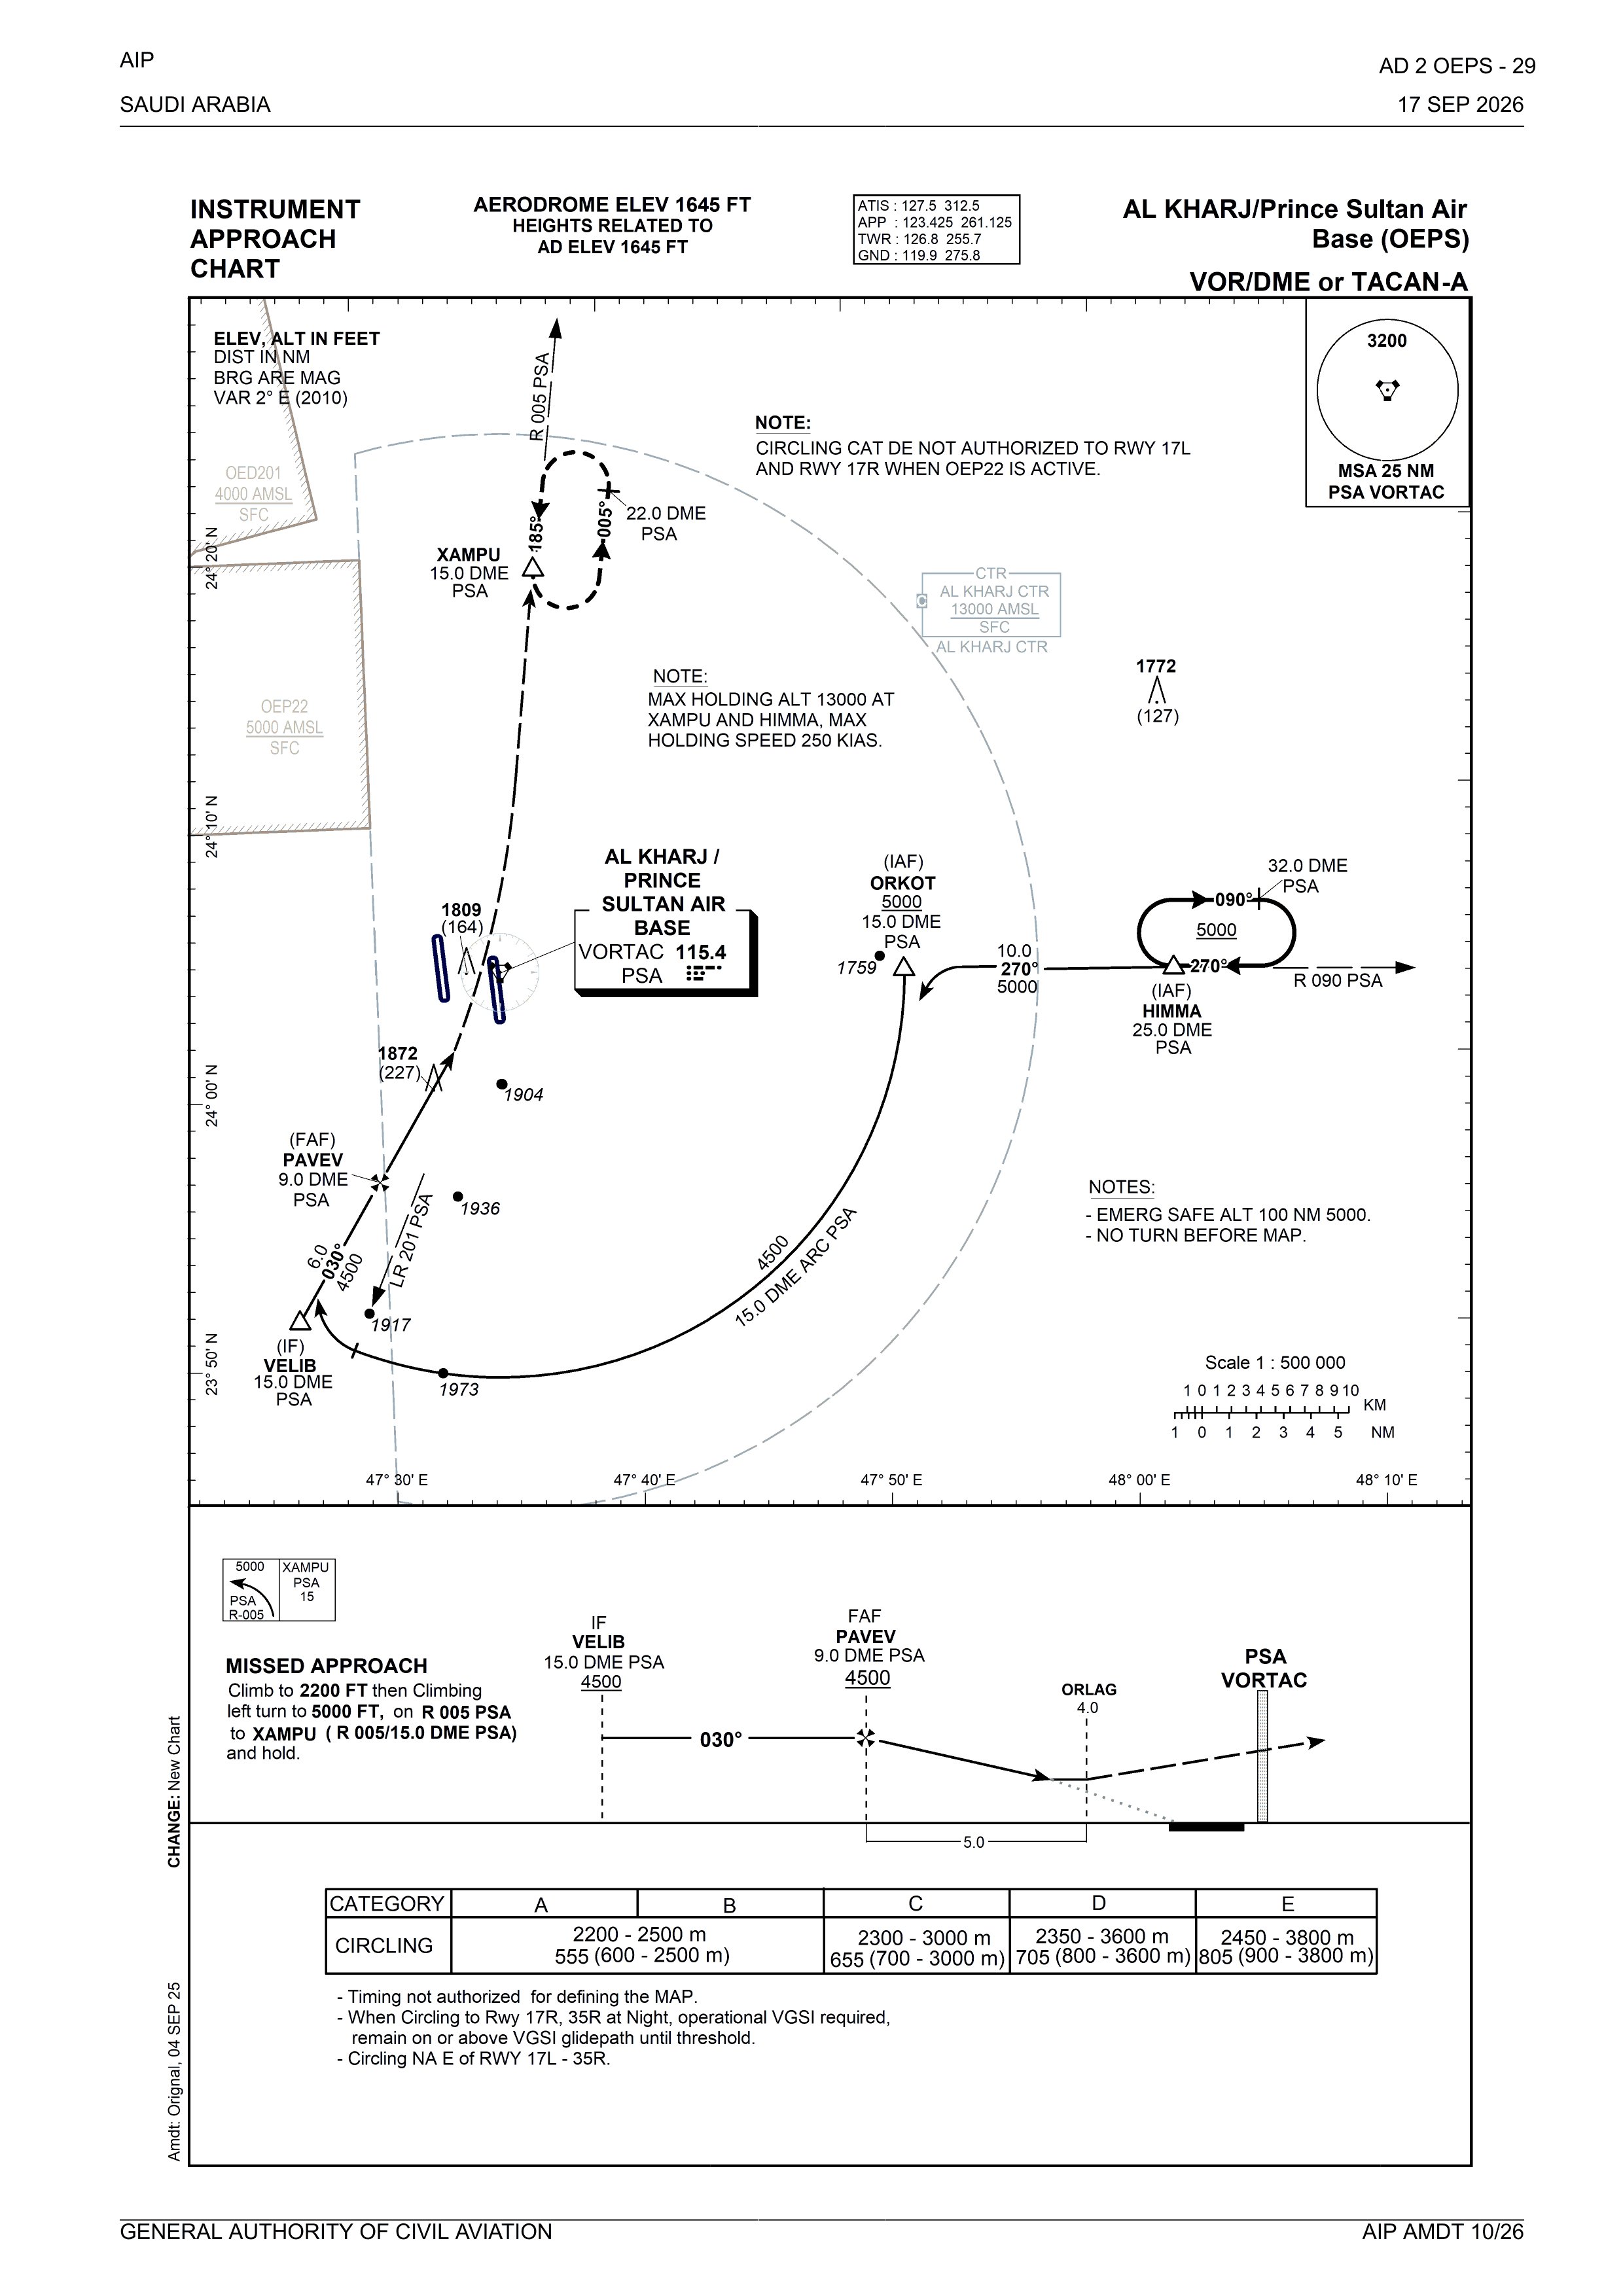 AIP
AD 2 OEPS - 29
SAUDI ARABIA
17 SEP 2026
INSTRUMENT
APPROACH
CHART
AERODROME ELEV 1645 FT
HEIGHTS RELATED TO
AD ELEV 1645 FT
ATIS : 127.5 312.5
APP : 123.425 261.125
TWR : 126.8 255.7
GND : 119.9 275.8
AL KHARJ/Prince Sultan Air
Base (OEPS)
VOR/DME or TACAN-A
ELEV, ALT IN FEET
DIST IN NM
BRG ARE MAG
VAR 2° E (2010)
3200
MSA 25 NM
PSA VORTAC
R 005 PSA
NOTE:
CIRCLING CAT DE NOT AUTHORIZED TO RWY 17L
AND RWY 17R WHEN OEP22 IS ACTIVE.
OED201
4000 AMSL
SFC
24° 20' N
185°
005°
22.0 DME
PSA
XAMPU
15.0 DME
PSA
CTR
C
AL KHARJ CTR
13000 AMSL
SFC
AL KHARJ CTR
OEP22
5000 AMSL
SFC
NOTE:
MAX HOLDING ALT 13000 AT
XAMPU AND HIMMA, MAX
HOLDING SPEED 250 KIAS.
1772
(127)
24° 10' N
AL KHARJ /
PRINCE
SULTAN AIR
BASE
VORTAC 115.4
PSA
1809
(164)
(IAF)
ORKOT
5000
15.0 DME
PSA
1759
10.0
270°
5000
32.0 DME
PSA
090°
5000
270°
R 090 PSA
(IAF)
HIMMA
25.0 DME
PSA
1872
(227)
1904
24° 00' N
(FAF)
PAVEV
9.0 DME
PSA
1936
LR 201 PSA
6.0
030°
4500
1917
(IF)
VELIB
15.0 DME
PSA
1973
4500
15.0 DME ARC PSA
NOTES:
- EMERG SAFE ALT 100 NM 5000.
- NO TURN BEFORE MAP.
23° 50' N
Scale 1 : 500 000
1 0 1 2 3 4 5 6 7 8 9 10
KM
1 0 1 2 3 4 5 NM
47° 30' E
47° 40' E
47° 50' E
48° 00' E
48° 10' E
5000
PSA
R-005
XAMPU
PSA
15
MISSED APPROACH
Climb to 2200 FT then Climbing
left turn to 5000 FT, on R 005 PSA
to XAMPU ( R 005/15.0 DME PSA)
and hold.
IF
VELIB
15.0 DME PSA
4500
030°
FAF
PAVEV
9.0 DME PSA
4500
ORLAG
4.0
PSA
VORTAC
5.0
CATEGORY A B C D E
CIRCLING
2200 - 2500 m
555 (600 - 2500 m)
2300 - 3000 m
655 (700 - 3000 m)
2350 - 3600 m
705 (800 - 3600 m)
2450 - 3800 m
805 (900 - 3800 m)
- Timing not authorized for defining the MAP.
- When Circling to Rwy 17R, 35R at Night, operational VGSI required,
remain on or above VGSI glidepath until threshold.
- Circling NA E of RWY 17L - 35R.
CHANGE: New Chart
Amdt: Orignal, 04 SEP 25
GENERAL AUTHORITY OF CIVIL AVIATION
AIP AMDT 10/26